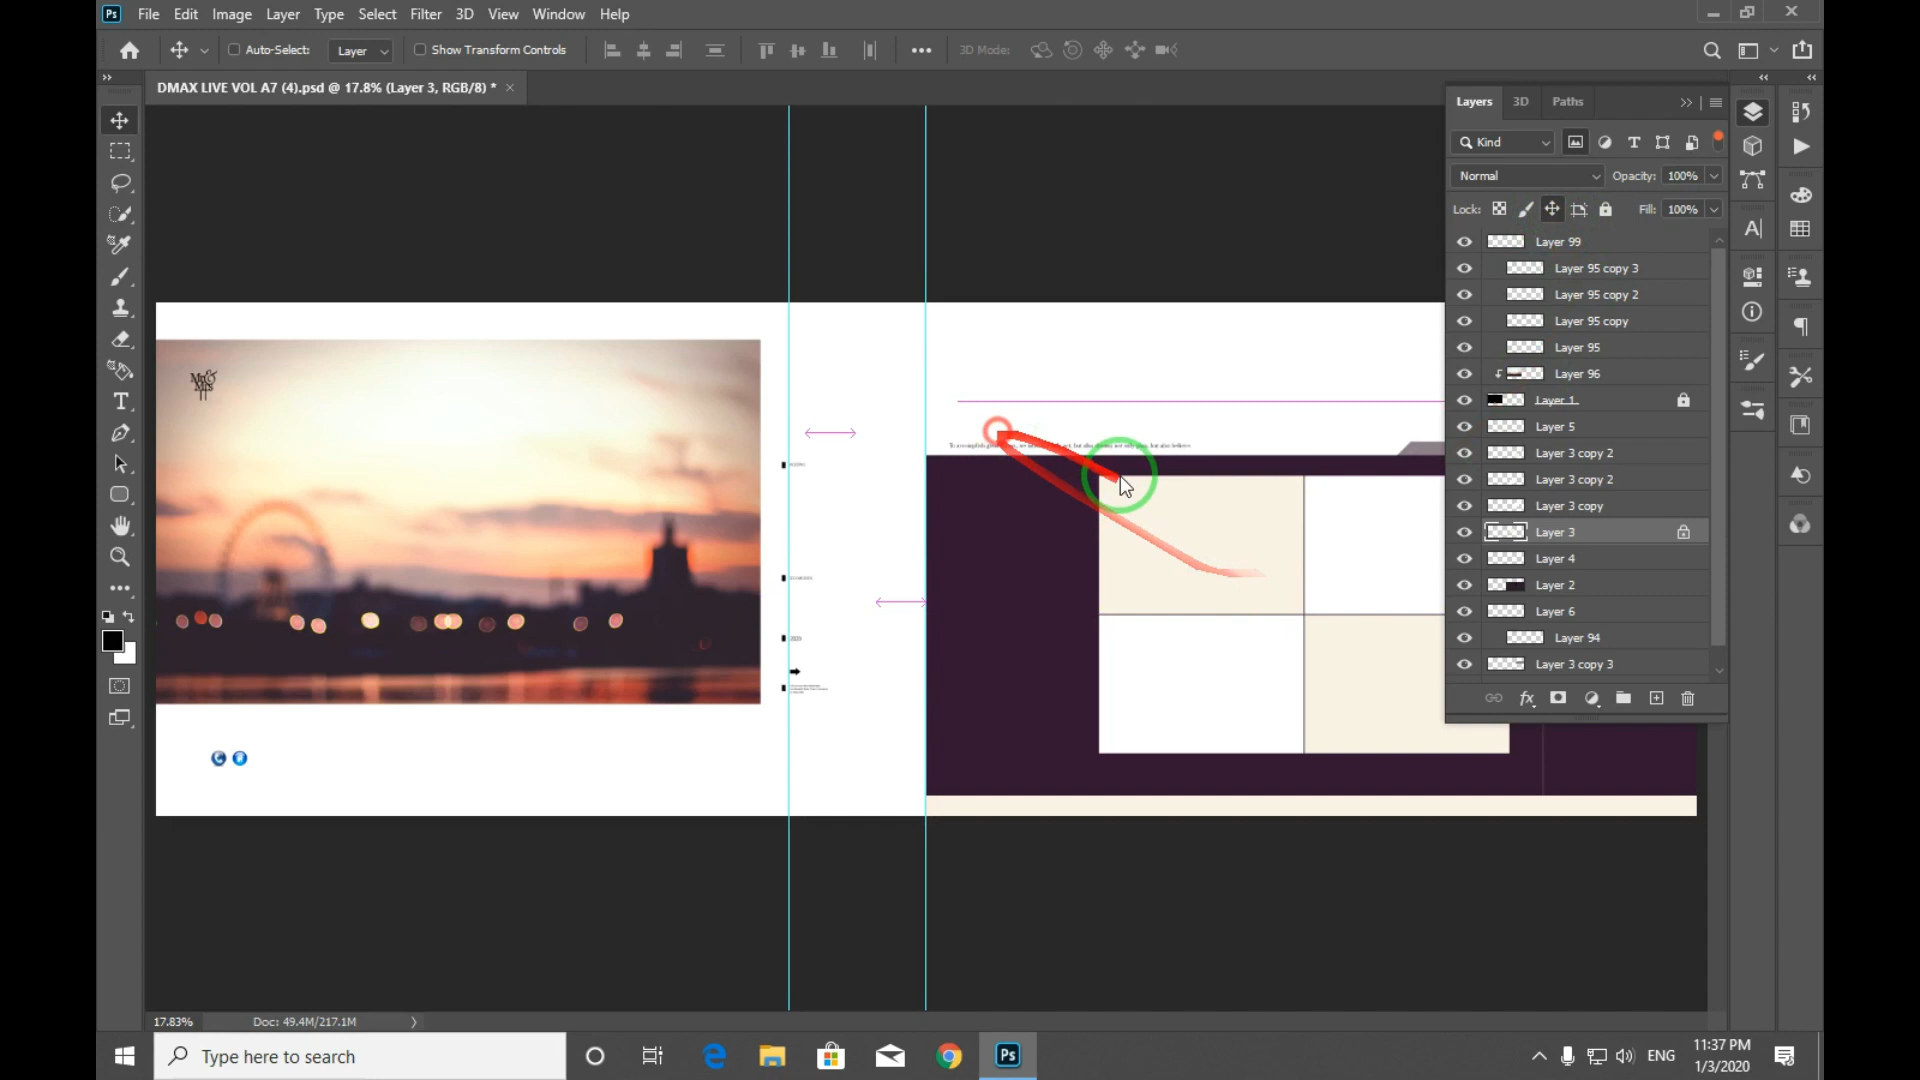 Ps File Edit Image Layer Type Select Filter 3D View Window Help
Auto-Select: Layer Show Transform Controls 3D Mode:
DMAX LIVE VOL A7 (4).psd @ 17.8% (Layer 3, RGB/8) *
Layers 3D Paths
Kind
Normal Opacity: 100%
Lock: Fill: 100%
Layer 99
Layer 95 copy 3
Layer 95 copy 2
Layer 95 copy
Layer 95
Layer 96
Layer 1
Layer 5
Layer 3 copy 2
Layer 3 copy 2
Layer 3 copy
Layer 3
Layer 4
Layer 2
Layer 6
Layer 94
Layer 3 copy 3
Mr &
Mrs
2020
17.83% Doc: 49.4M/217.1M
Type here to search
Ps
ENG
11:37 PM
1/3/2020